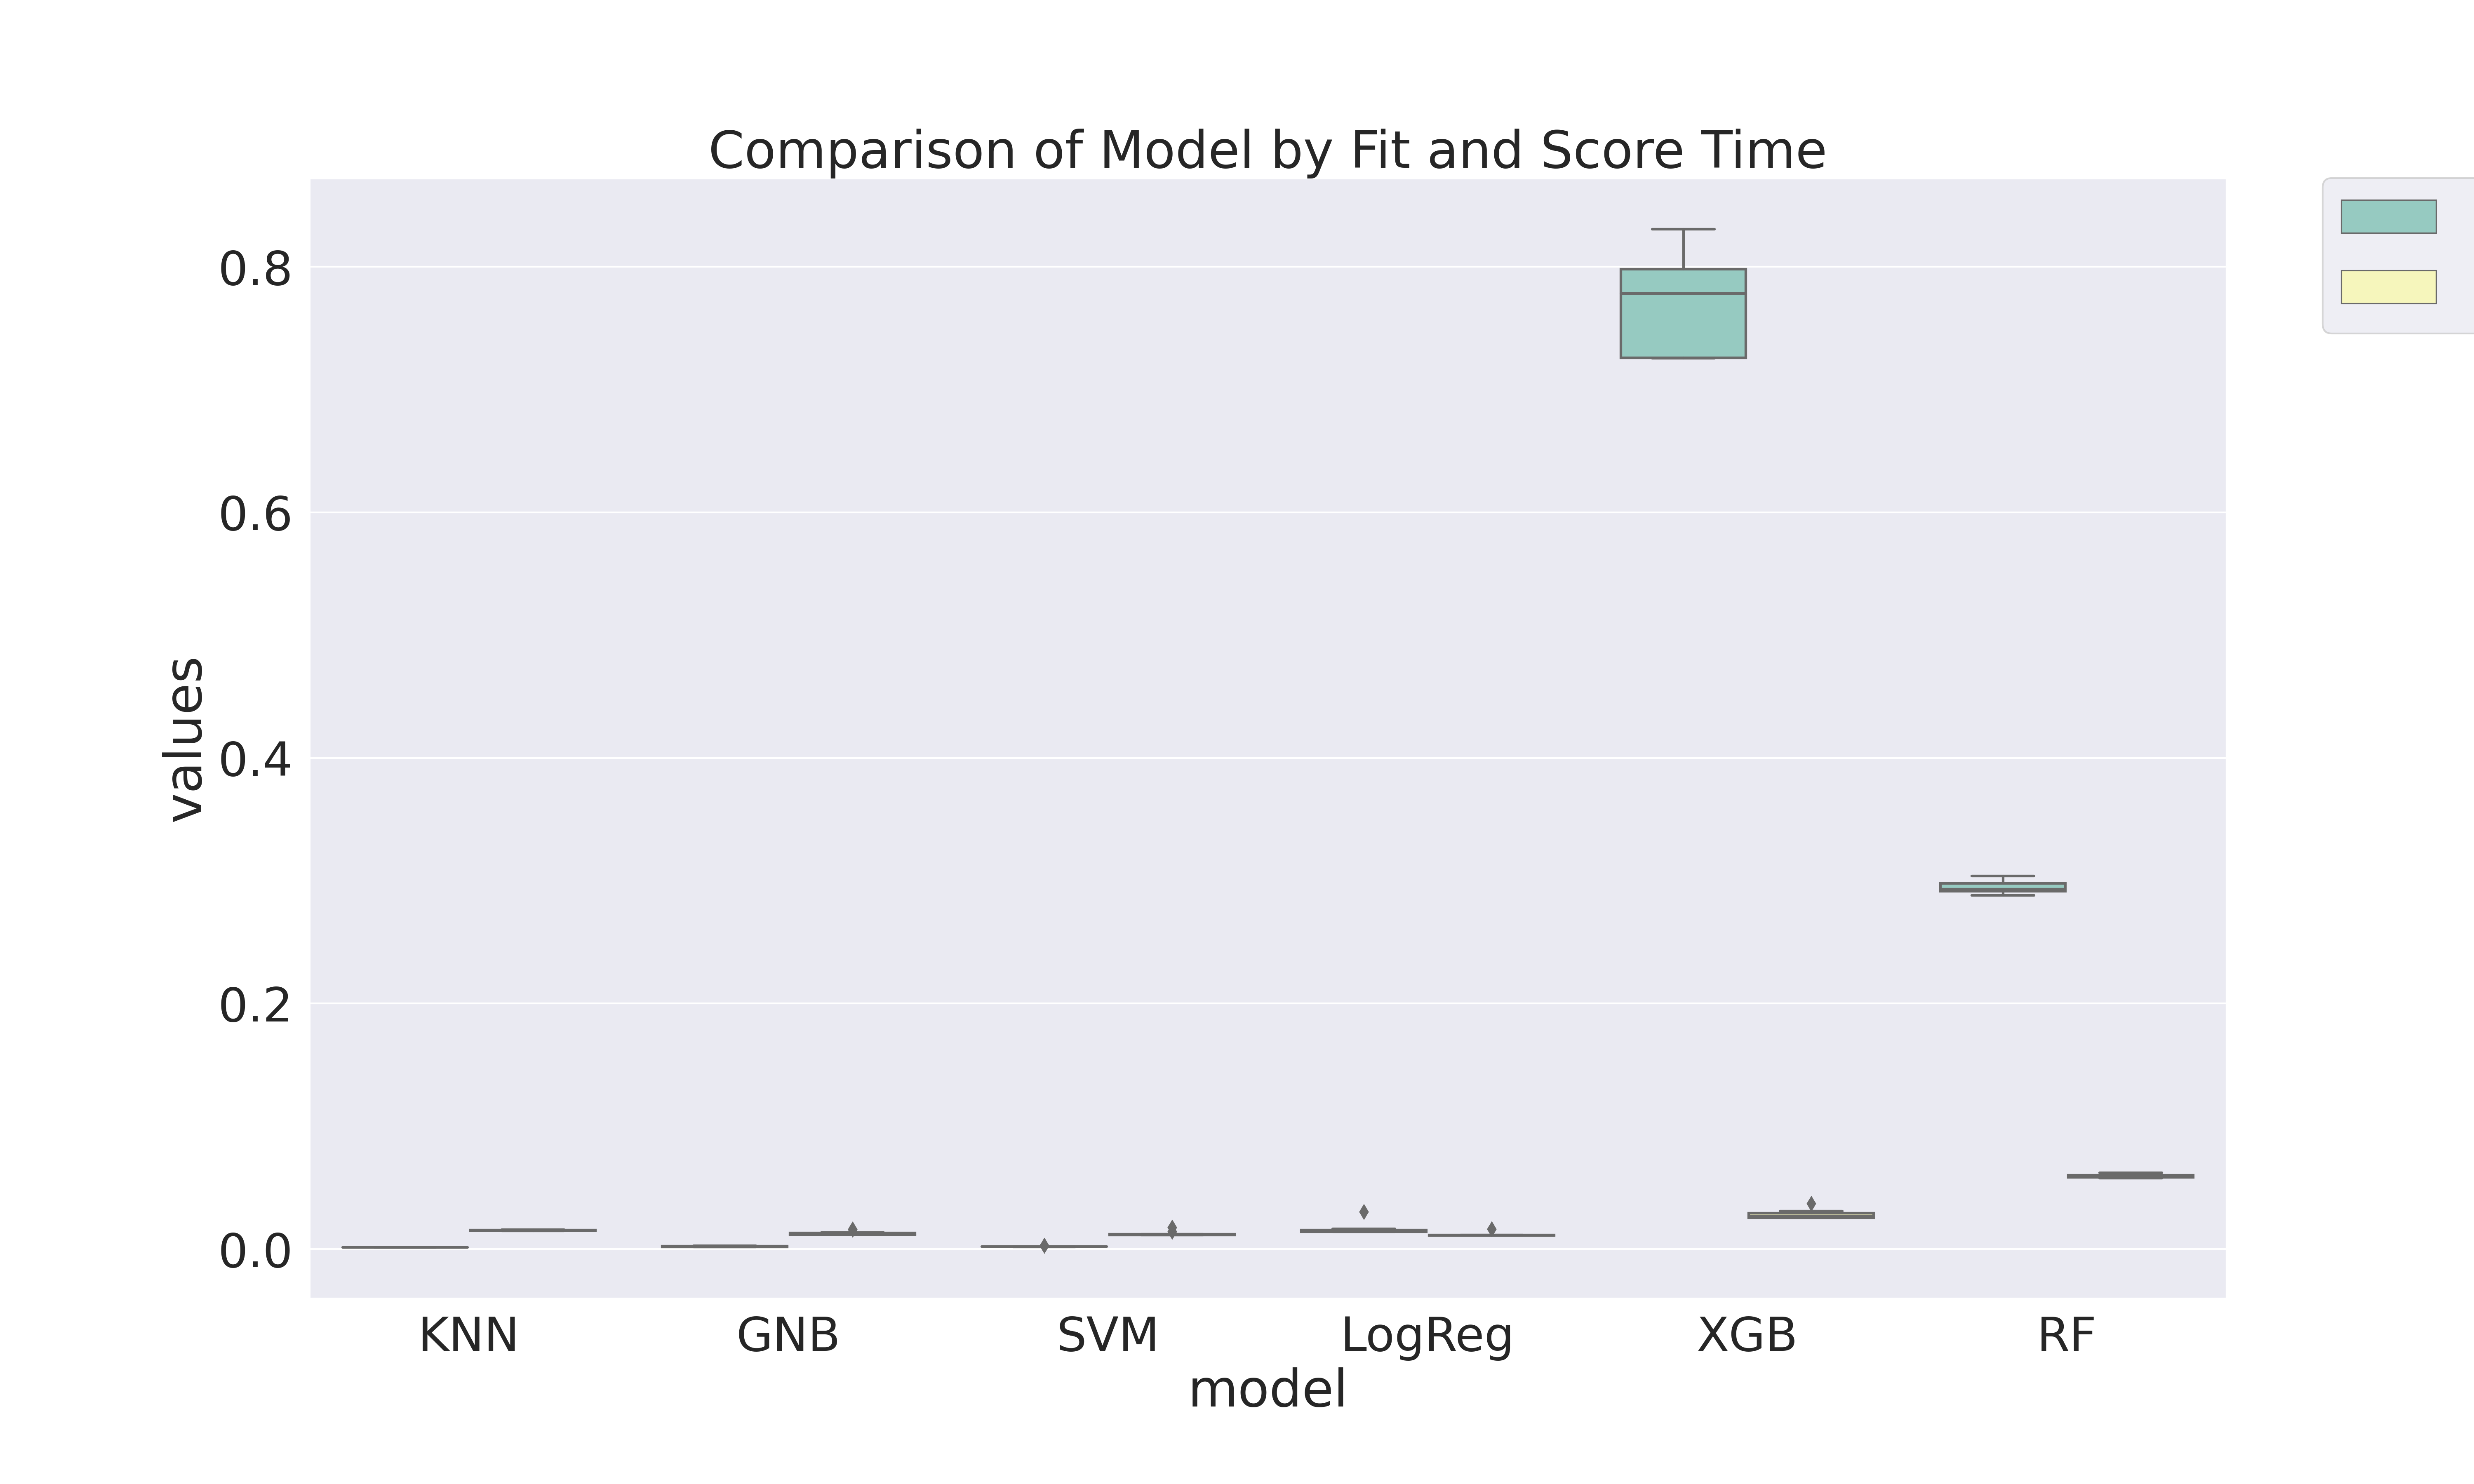 Comparison of Model by Fit and Score Time
0.8
0.6
0.4
0.2
0.0
values
KNN GNB SVM LogReg XGB RF
model